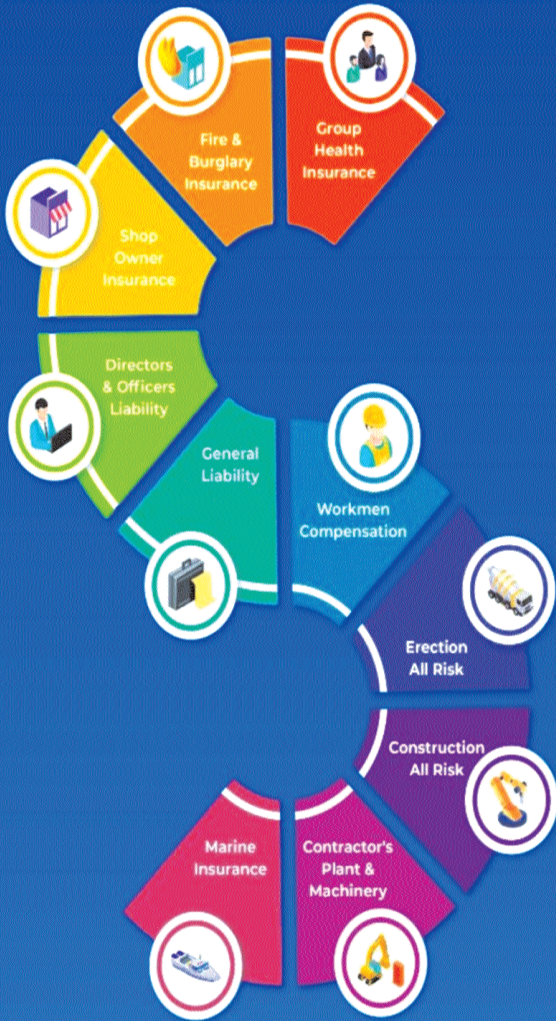 Group
Health
Insurance
Fire &
Burglary
Insurance
Shop
Owner
Insurance
Directors
& Officers
Liability
General
Liability
Workmen
Compensation
Erection
All Risk
Construction
All Risk
Contractor's
Plant &
Machinery
Marine
Insurance